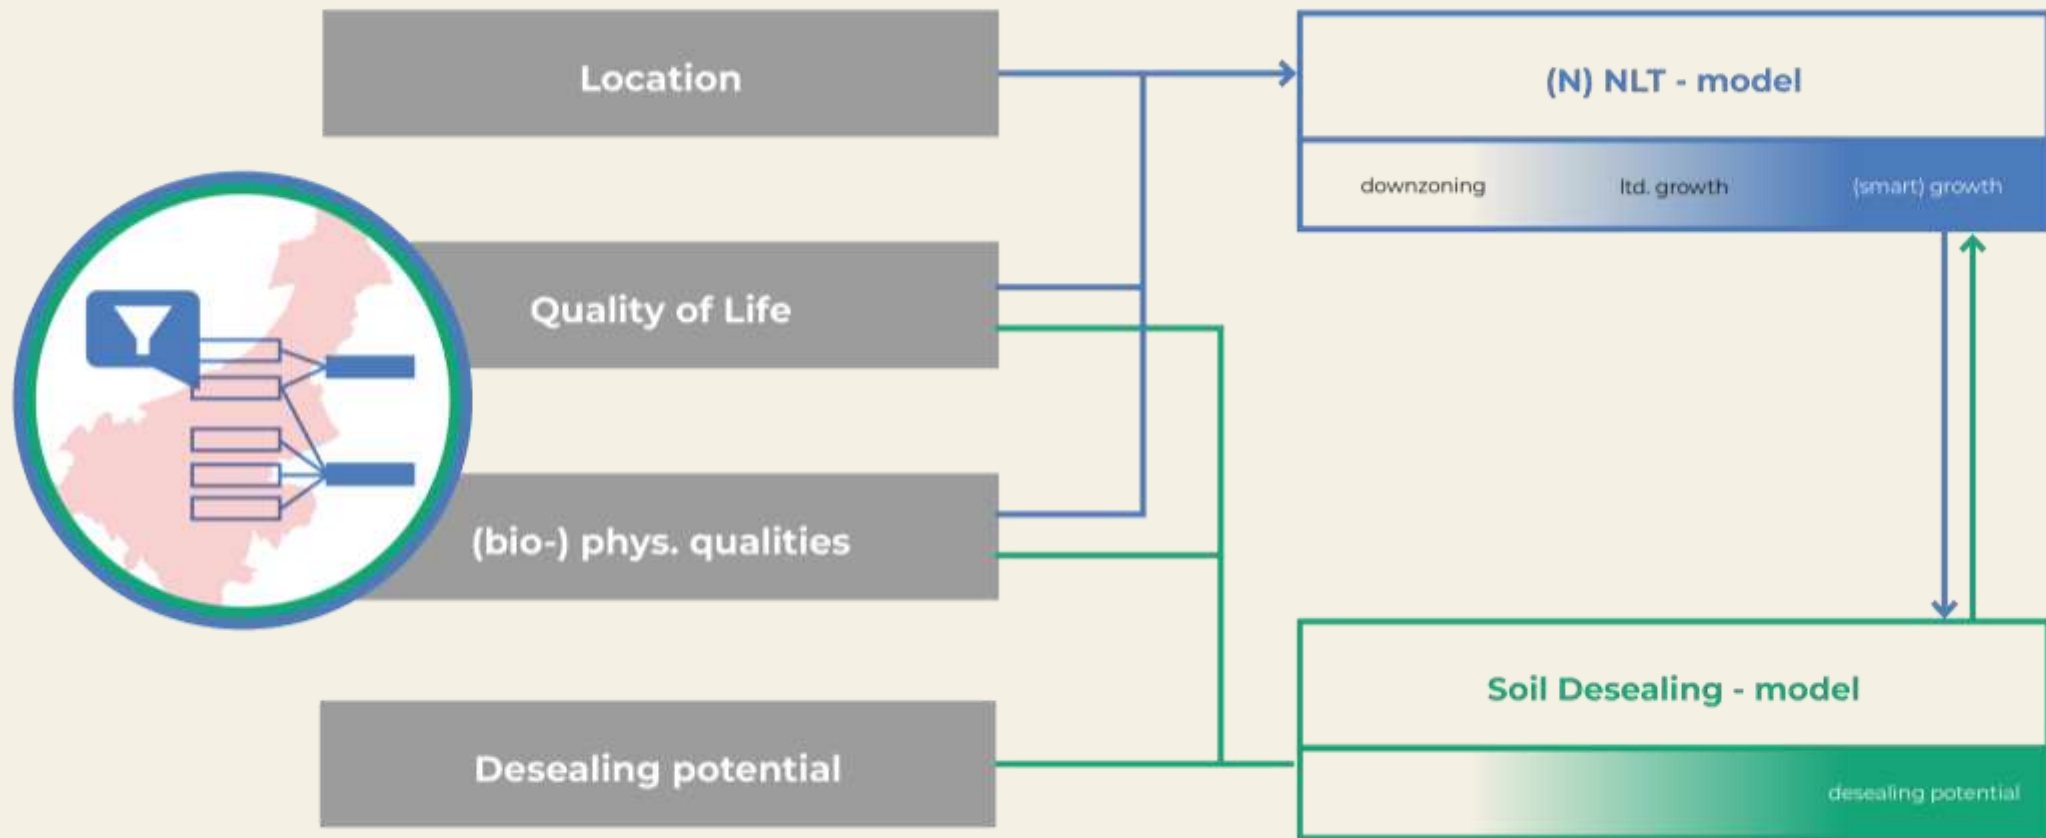 Location
Quality of Life
(bio-) phys. qualities
Desealing potential
(N) NLT - model
downzoning
ltd. growth
(smart) growth
Soil Desealing - model
desealing potential